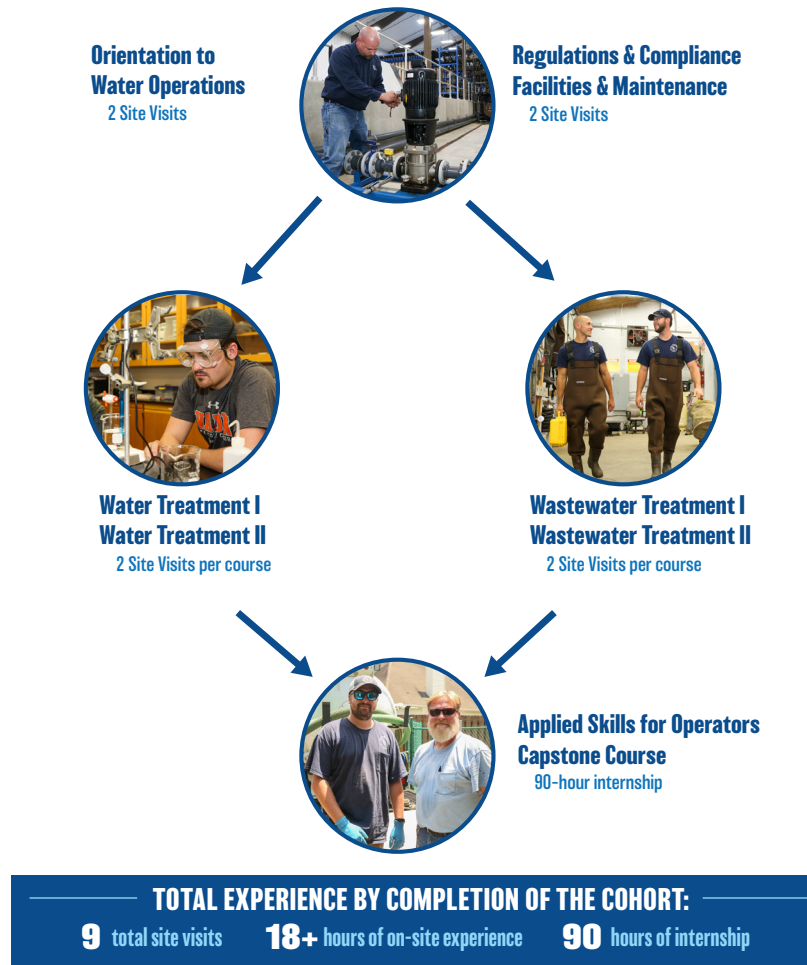 Orientation to
Water Operations
2 Site Visits
Regulations & Compliance
Facilities & Maintenance
2 Site Visits
Water Treatment I
Water Treatment II
2 Site Visits per course
Wastewater Treatment I
Wastewater Treatment II
2 Site Visits per course
Applied Skills for Operators
Capstone Course
90-hour internship
TOTAL EXPERIENCE BY COMPLETION OF THE COHORT:
9 total site visits 18+ hours of on-site experience 90 hours of internship